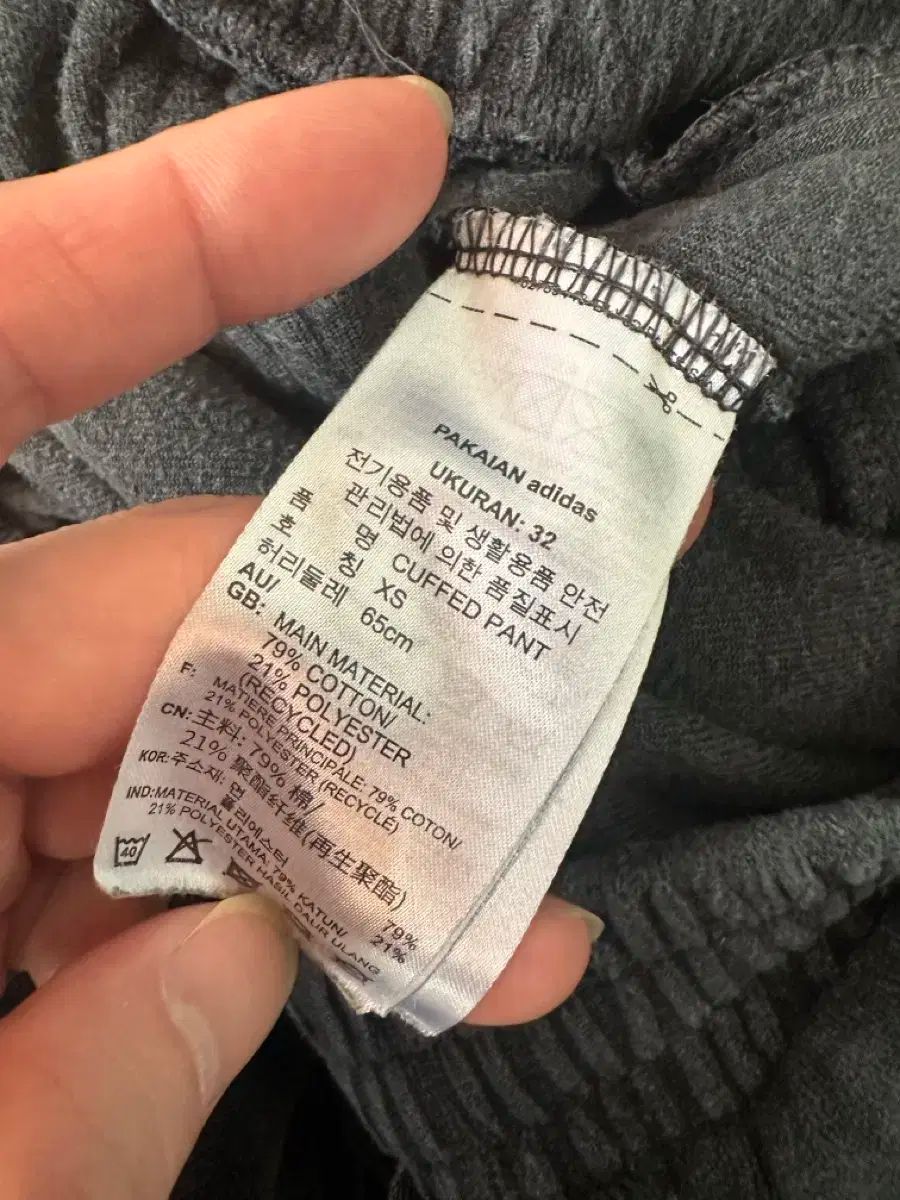 PAKAIAN adidas
UKURAN: 32
전기용품 및 생활용품 안전
관리법에 의한 품질표시
품 명 CUFFED PANT
호 칭 XS
허리둘레 65cm
AU/
GB: MAIN MATERIAL:
79% COTTON/
21% POLYESTER
(RECYCLED)
F: MATIERE PRINCIPALE: 79% COTON/
21% POLYESTER (RECYCLÉ)
CN: 主料: 79% 棉/
21% 聚酯纤维(再生聚酯)
KOR: 주소재: 면 79%
폴리에스터 21%
IND: MATERIAL UTAMA: 79% KATUN/
21% POLYESTER HASIL DAUR ULANG
40